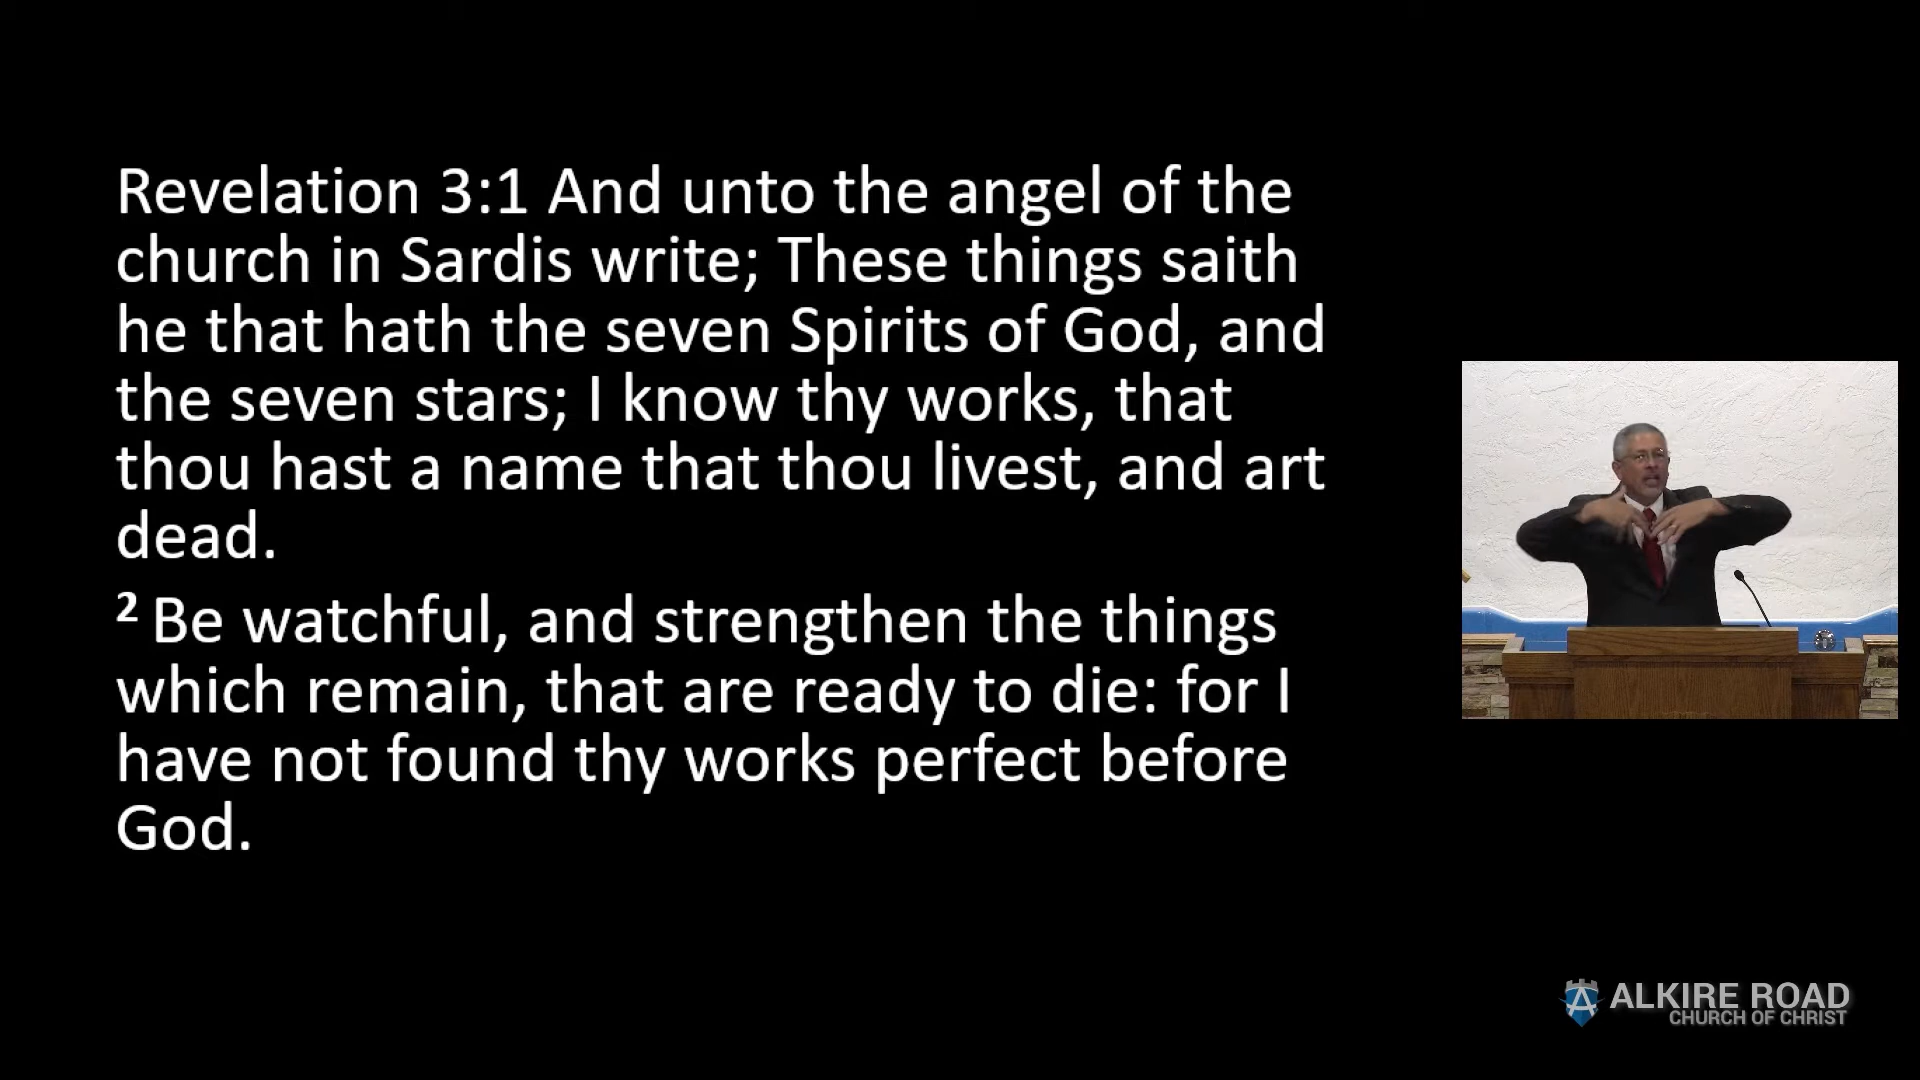 Revelation 3:1 And unto the angel of the
church in Sardis write; These things saith
he that hath the seven Spirits of God, and
the seven stars; I know thy works, that
thou hast a name that thou livest, and art
dead.
2 Be watchful, and strengthen the things
which remain, that are ready to die: for I
have not found thy works perfect before
God.
ALKIRE ROAD
CHURCH OF CHRIST